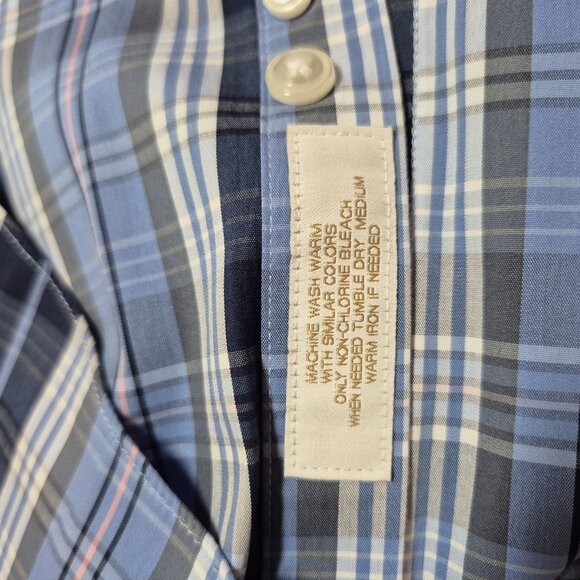 MACHINE WASH WARM
WITH SIMILAR COLORS
ONLY NON-CHLORINE BLEACH
WHEN NEEDED TUMBLE DRY MEDIUM
WARM IRON IF NEEDED